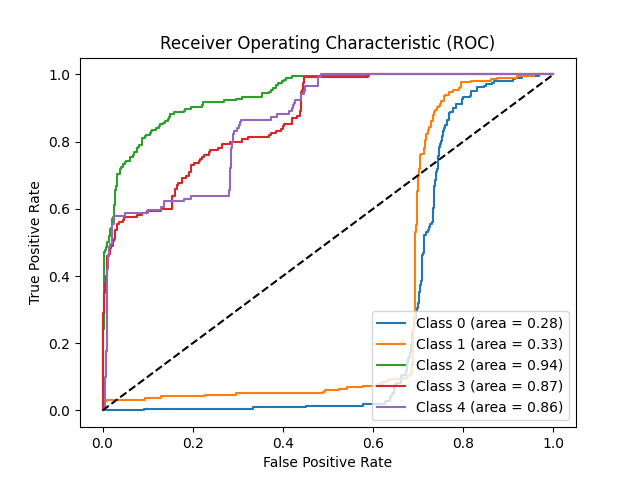 Receiver Operating Characteristic (ROC)
True Positive Rate
1.0
0.8
0.6
0.4
0.2
0.0
Class 0 (area = 0.28)
Class 1 (area = 0.33)
Class 2 (area = 0.94)
Class 3 (area = 0.87)
Class 4 (area = 0.86)
0.0 0.2 0.4 0.6 0.8 1.0
False Positive Rate